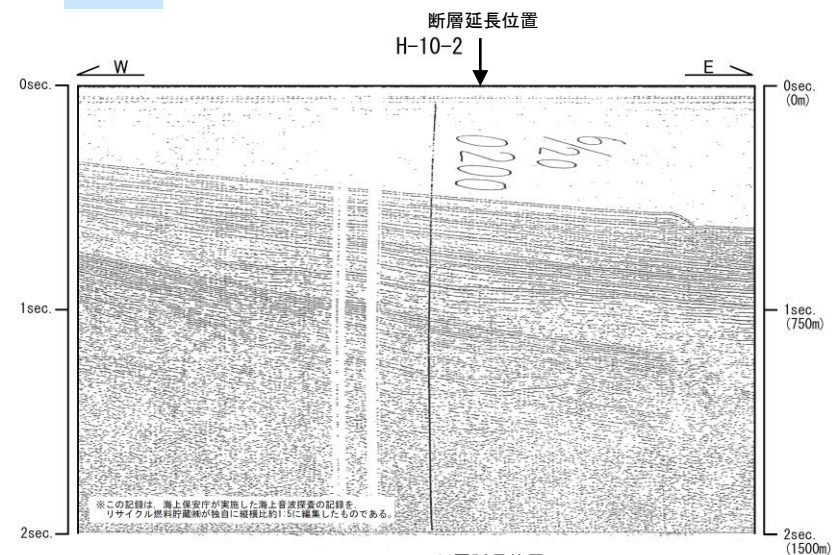 断層延長位置
H-10-2
W
E
0sec.
0sec.
(0m)
0200
6/20
1sec.
1sec.
(750m)
※この記録は、海上保安庁が実施した海上音波探査の記録を
リサイクル燃料貯蔵㈱が独自に縦横比約1:5に編集したものである。
2sec.
2sec.
(1500m)